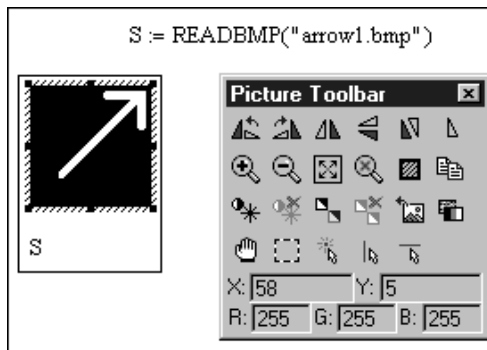 S := READBMP("arrow1.bmp")
Picture Toolbar
S
X: 58 Y: 5
R: 255 G: 255 B: 255